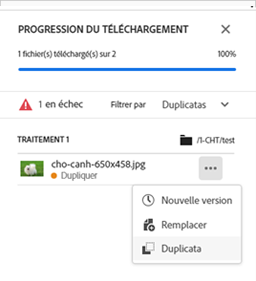 PROGRESSION DU TÉLÉCHARGEMENT
1 fichier(s) téléchargé(s) sur 2 100%
1 en échec Filtrer par Duplicatas
TRAITEMENT 1 /1-CHT/test
cho-canh-650x458.jpg
Dupliquer
Nouvelle version
Remplacer
Duplicata